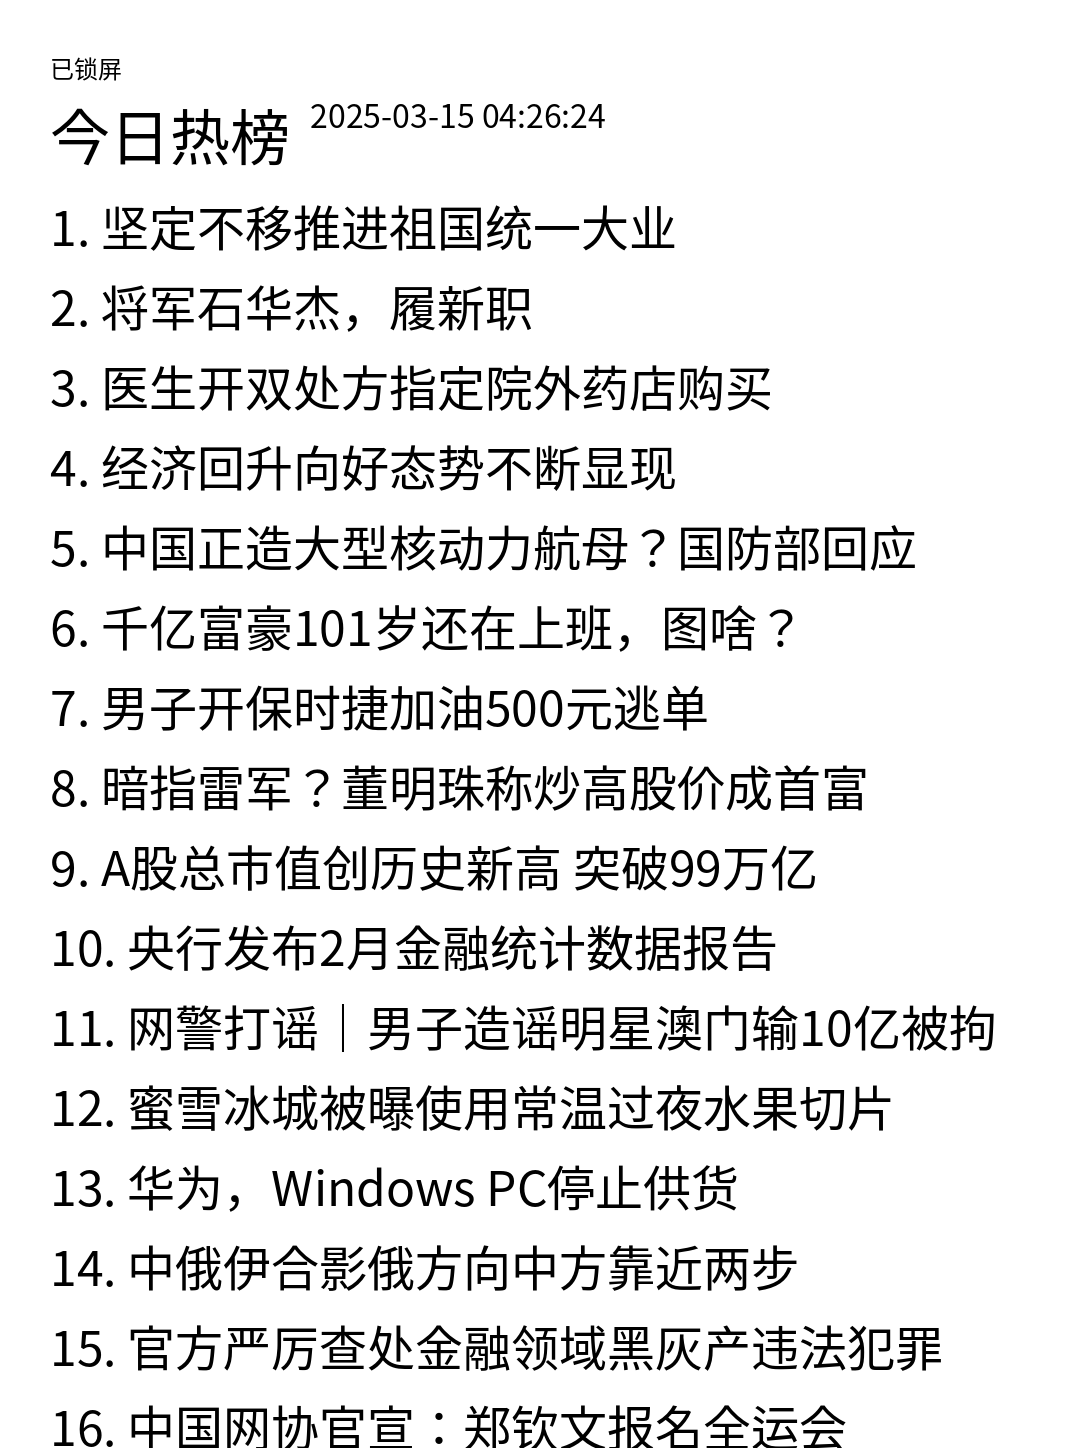 已锁屏
今日热榜 2025-03-15 04:26:24
1. 坚定不移推进祖国统一大业
2. 将军石华杰，履新职
3. 医生开双处方指定院外药店购买
4. 经济回升向好态势不断显现
5. 中国正造大型核动力航母？国防部回应
6. 千亿富豪101岁还在上班，图啥？
7. 男子开保时捷加油500元逃单
8. 暗指雷军？董明珠称炒高股价成首富
9. A股总市值创历史新高 突破99万亿
10. 央行发布2月金融统计数据报告
11. 网警打谣｜男子造谣明星澳门输10亿被拘
12. 蜜雪冰城被曝使用常温过夜水果切片
13. 华为，Windows PC停止供货
14. 中俄伊合影俄方向中方靠近两步
15. 官方严厉查处金融领域黑灰产违法犯罪
16. 中国网协官宣：郑钦文报名全运会